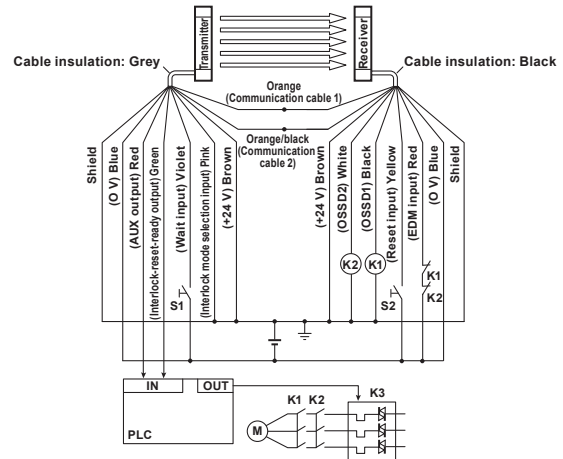 Transmitter
Receiver
Cable insulation: Grey
Cable insulation: Black
Orange
(Communication cable 1)
Orange/black
(Communication
cable 2)
Shield
(O V) Blue
(AUX output) Red
(Interlock-reset-ready output) Green
(Wait input) Violet
(Interlock mode selection input) Pink
(+24 V) Brown
(+24 V) Brown
(OSSD2) White
(OSSD1) Black
(Reset input) Yellow
(EDM input) Red
(O V) Blue
Shield
K2
K1
K1
K2
S1
S2
IN
OUT
PLC
K1 K2
K3
M